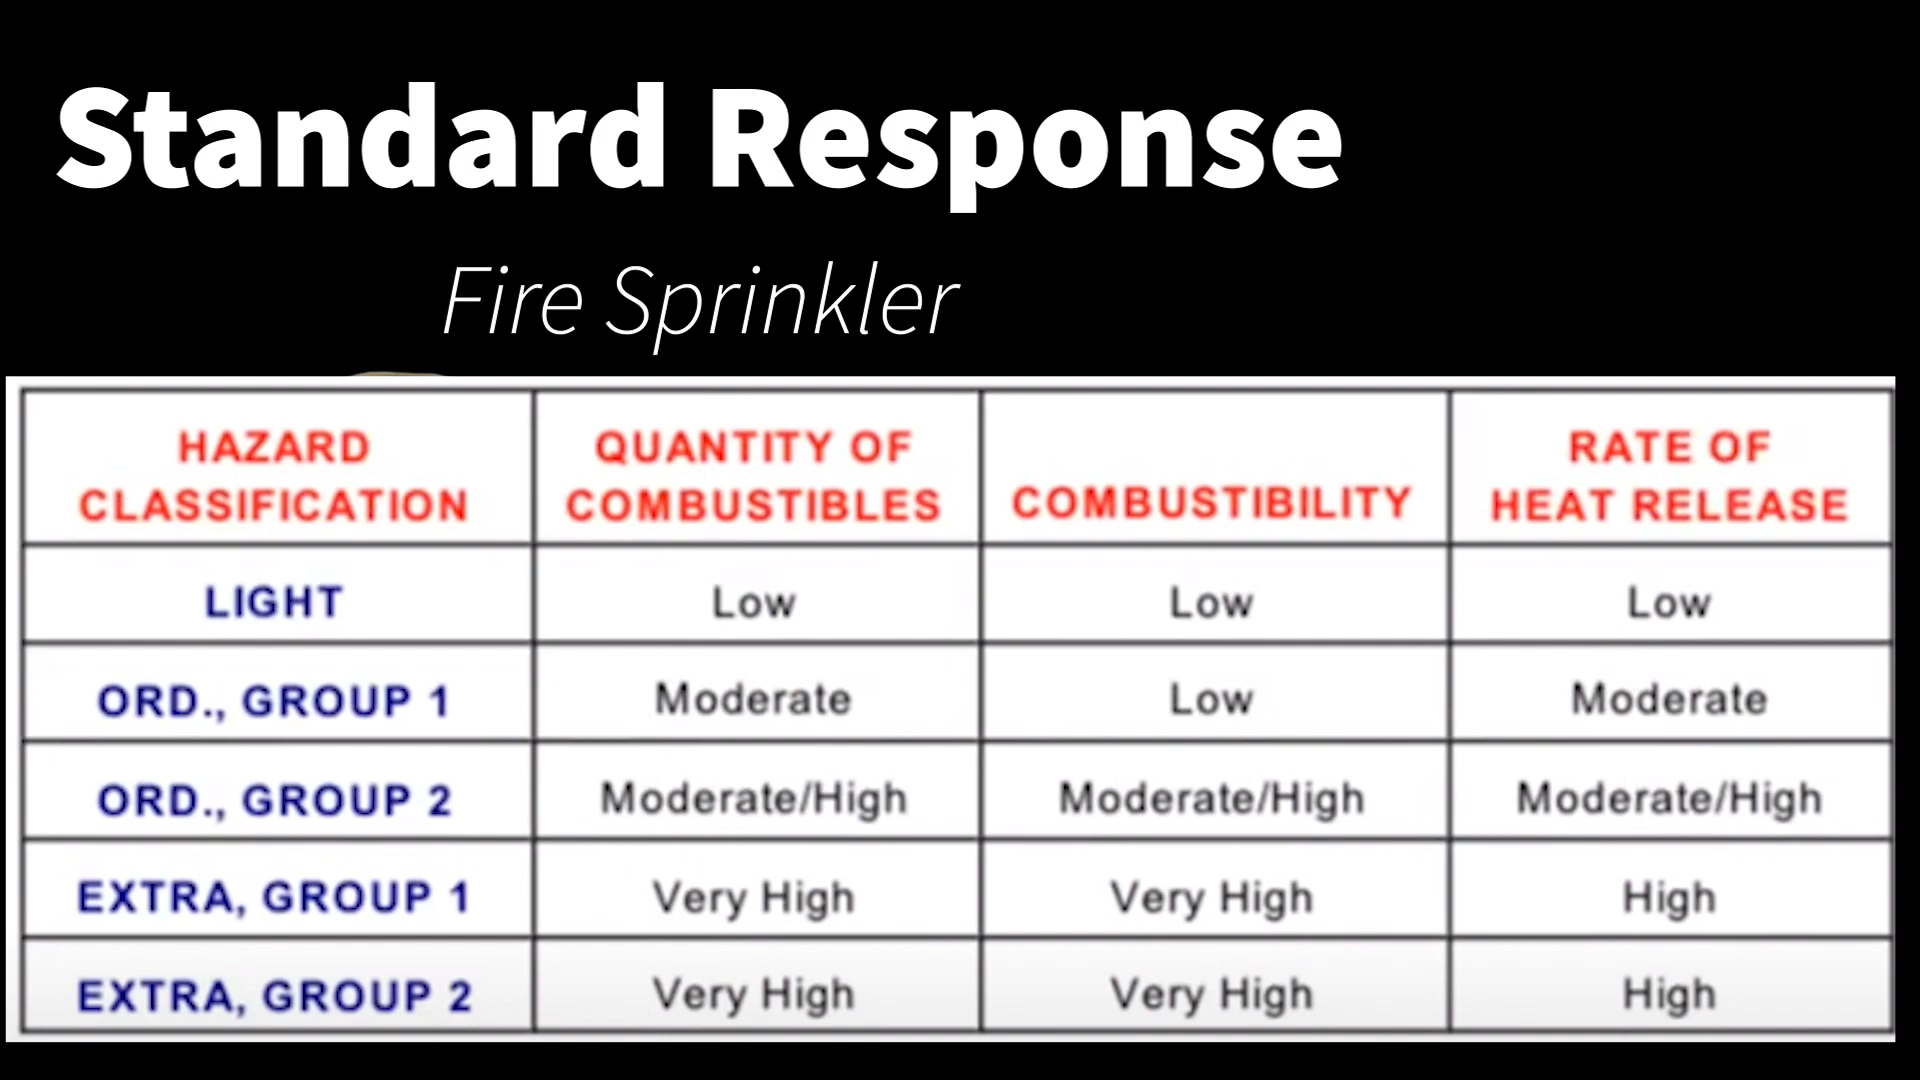 Standard Response
Fire Sprinkler
HAZARD CLASSIFICATION QUANTITY OF COMBUSTIBLES COMBUSTIBILITY RATE OF HEAT RELEASE
LIGHT Low Low Low
ORD., GROUP 1 Moderate Low Moderate
ORD., GROUP 2 Moderate/High Moderate/High Moderate/High
EXTRA, GROUP 1 Very High Very High High
EXTRA, GROUP 2 Very High Very High High